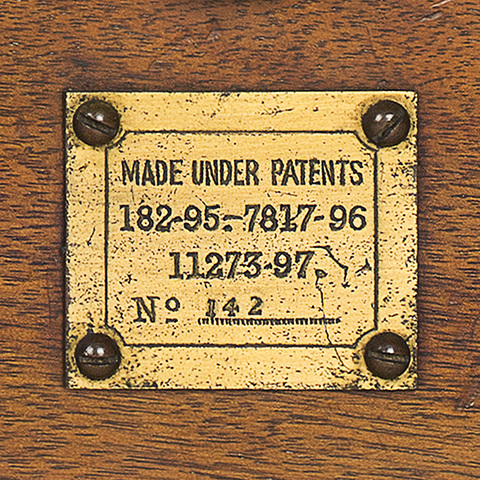 MADE UNDER PATENTS
182-95.-7817-96
11273-97.
Nº 142